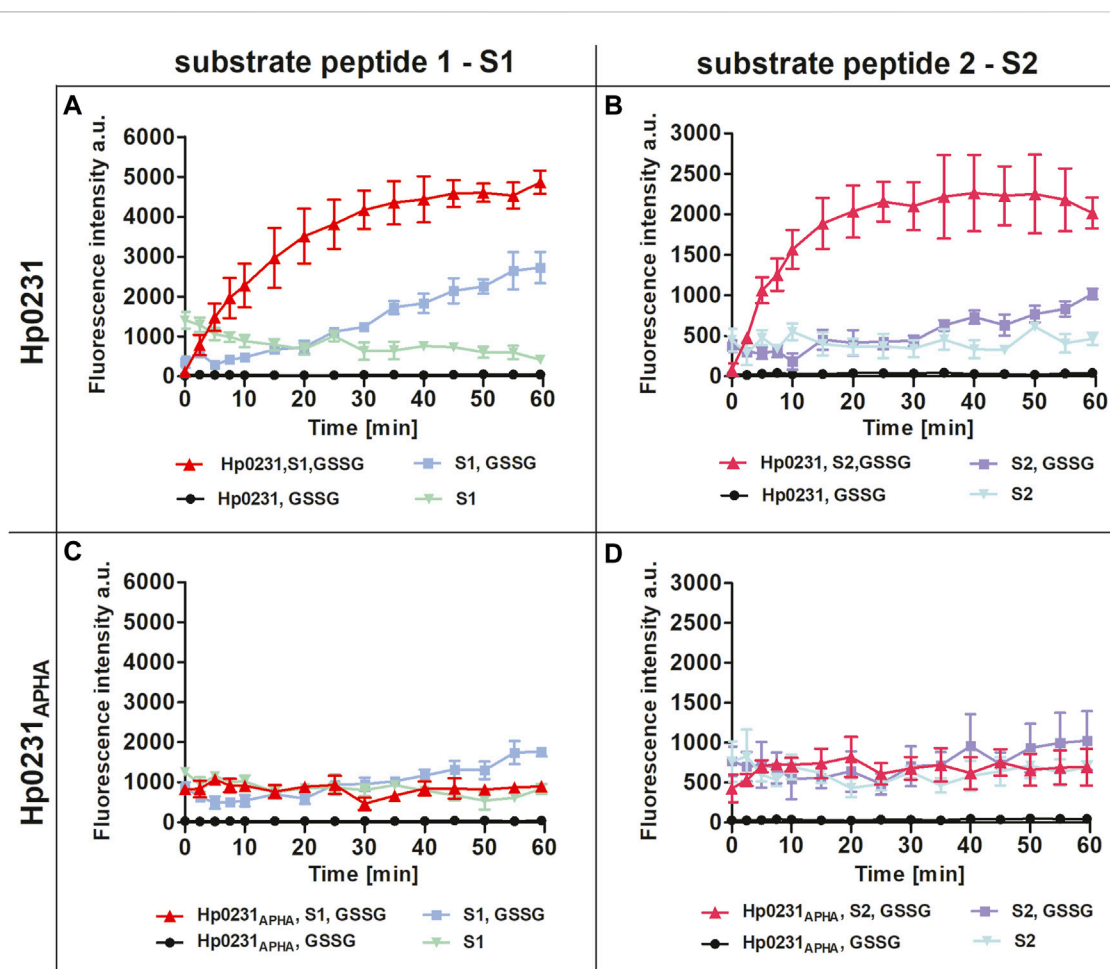 substrate peptide 1 - S1
substrate peptide 2 - S2
Hp0231
A
Fluorescence intensity a.u.
6000
5000
4000
3000
2000
1000
0
0 10 20 30 40 50 60
Time [min]
Hp0231,S1,GSSG
S1, GSSG
Hp0231, GSSG
S1
B
Fluorescence intensity a.u.
3000
2500
2000
1500
1000
500
0
0 10 20 30 40 50 60
Time [min]
Hp0231, S2,GSSG
S2, GSSG
Hp0231, GSSG
S2
Hp0231APHA
C
Fluorescence intensity a.u.
6000
5000
4000
3000
2000
1000
0
0 10 20 30 40 50 60
Time [min]
Hp0231APHA, S1, GSSG
S1, GSSG
Hp0231APHA, GSSG
S1
D
Fluorescence intensity a.u.
3000
2500
2000
1500
1000
500
0
0 10 20 30 40 50 60
Time [min]
Hp0231APHA, S2, GSSG
S2, GSSG
Hp0231APHA, GSSG
S2